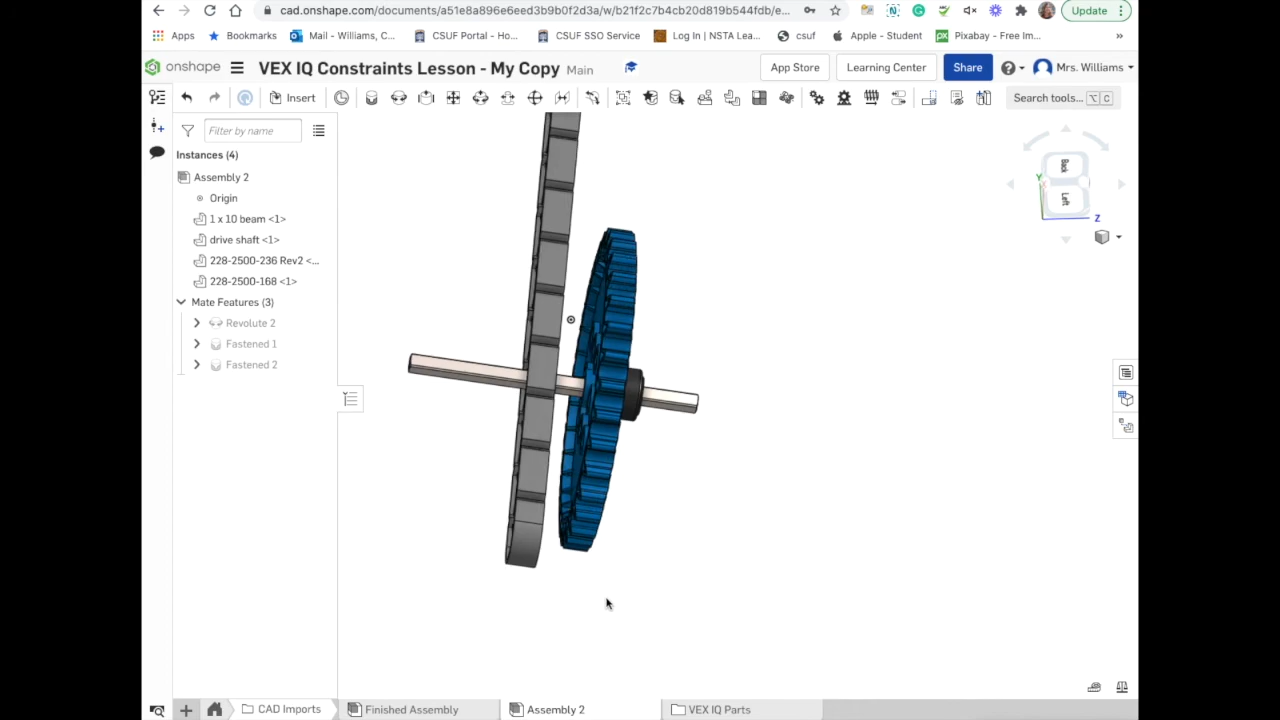 cad.onshape.com/documents/a51e8a896e6eed3b9b0f2d3a/w/b21f2c7b4cb20d819b544fdb/e...
Update
Apps
Bookmarks
Mail - Williams, C...
CSUF Portal - Ho...
CSUF SSO Service
Log In | NSTA Lea...
csuf
Apple - Student
Pixabay - Free Im...
»
onshape
VEX IQ Constraints Lesson - My Copy
Main
App Store
Learning Center
Share
Mrs. Williams
Insert
Search tools...
⌥ C
Filter by name
Instances (4)
Assembly 2
Origin
1 x 10 beam <1>
drive shaft <1>
228-2500-236 Rev2 <...
228-2500-168 <1>
Mate Features (3)
Revolute 2
Fastened 1
Fastened 2
Back
Left
Y
X
Z
CAD Imports
Finished Assembly
Assembly 2
VEX IQ Parts